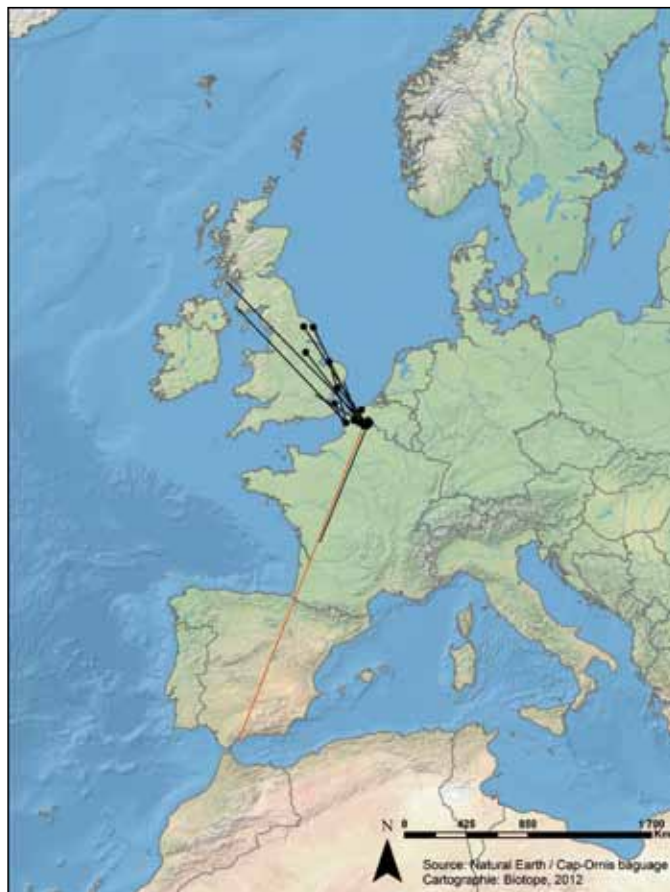 N 0 425 850 1 700
Km
Source: Natural Earth / Cap-Ornis baguage
Cartographie: Biotope, 2012